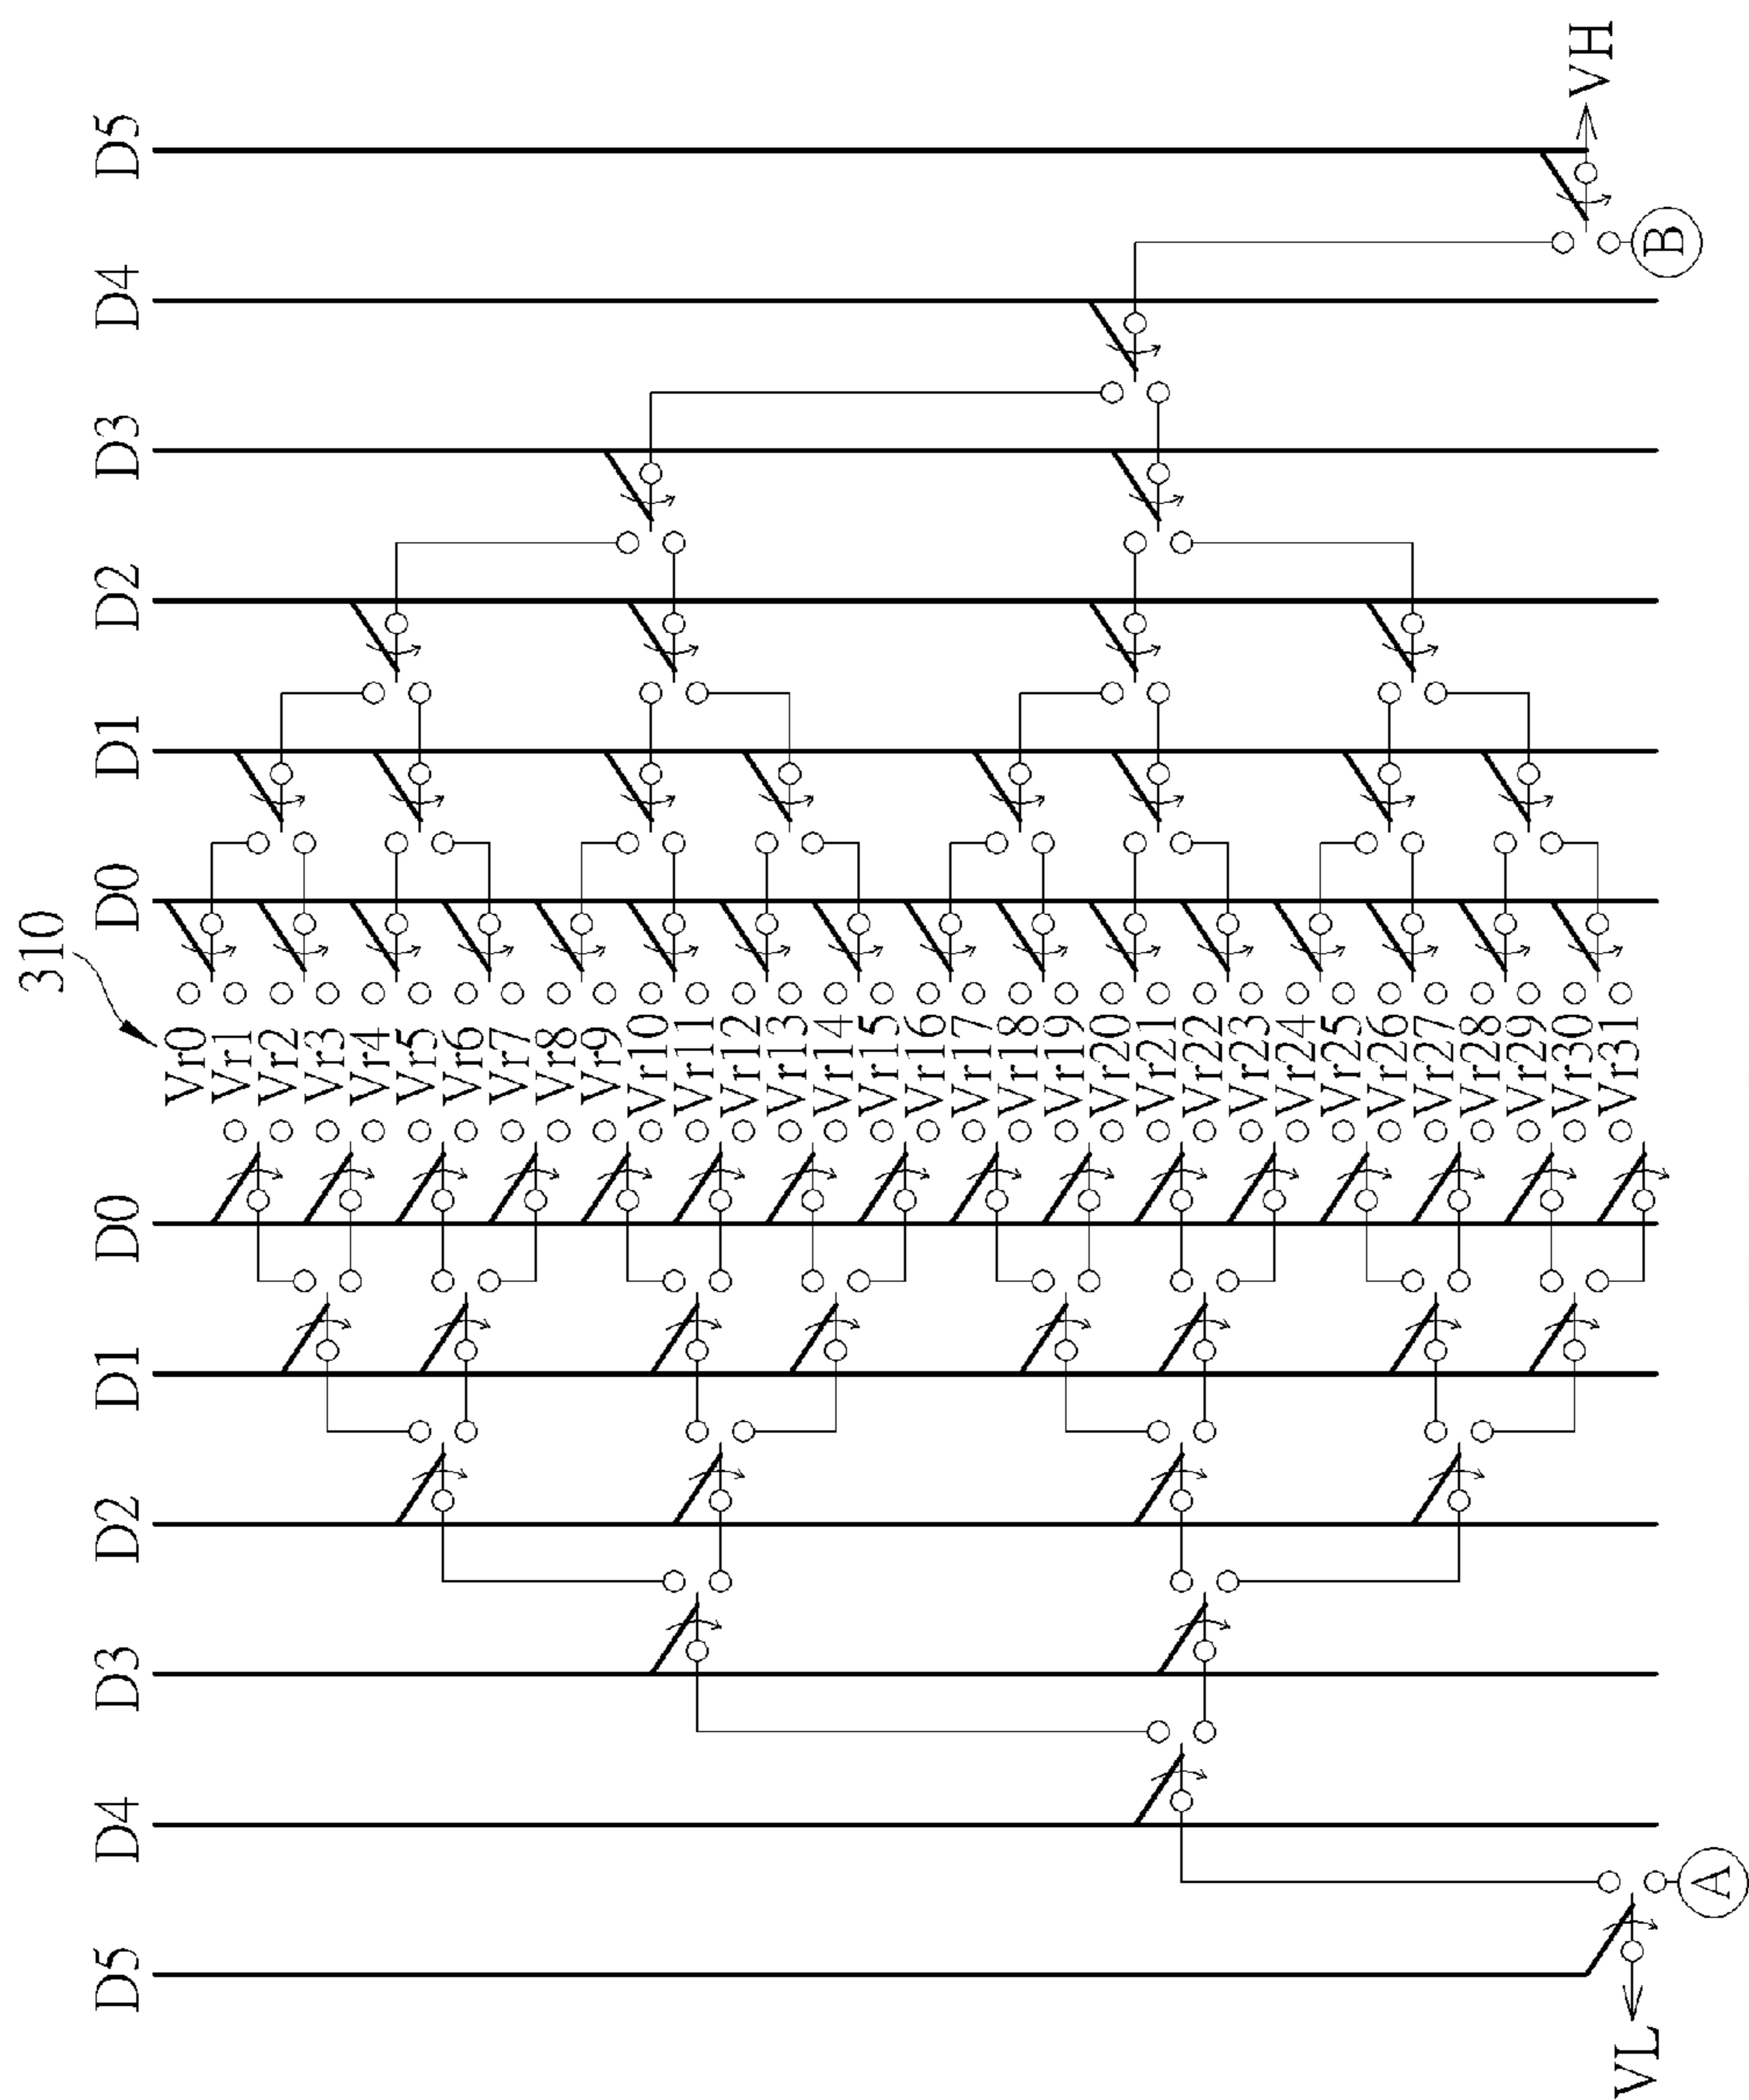 310
D5 D4 D3 D2 D1 D0 D0 D1 D2 D3 D4 D5
Vr0
Vr1
Vr2
Vr3
Vr4
Vr5
Vr6
Vr7
Vr8
Vr9
Vr10
Vr11
Vr12
Vr13
Vr14
Vr15
Vr16
Vr17
Vr18
Vr19
Vr20
Vr21
Vr22
Vr23
Vr24
Vr25
Vr26
Vr27
Vr28
Vr29
Vr30
Vr31
VL
A
B
VH